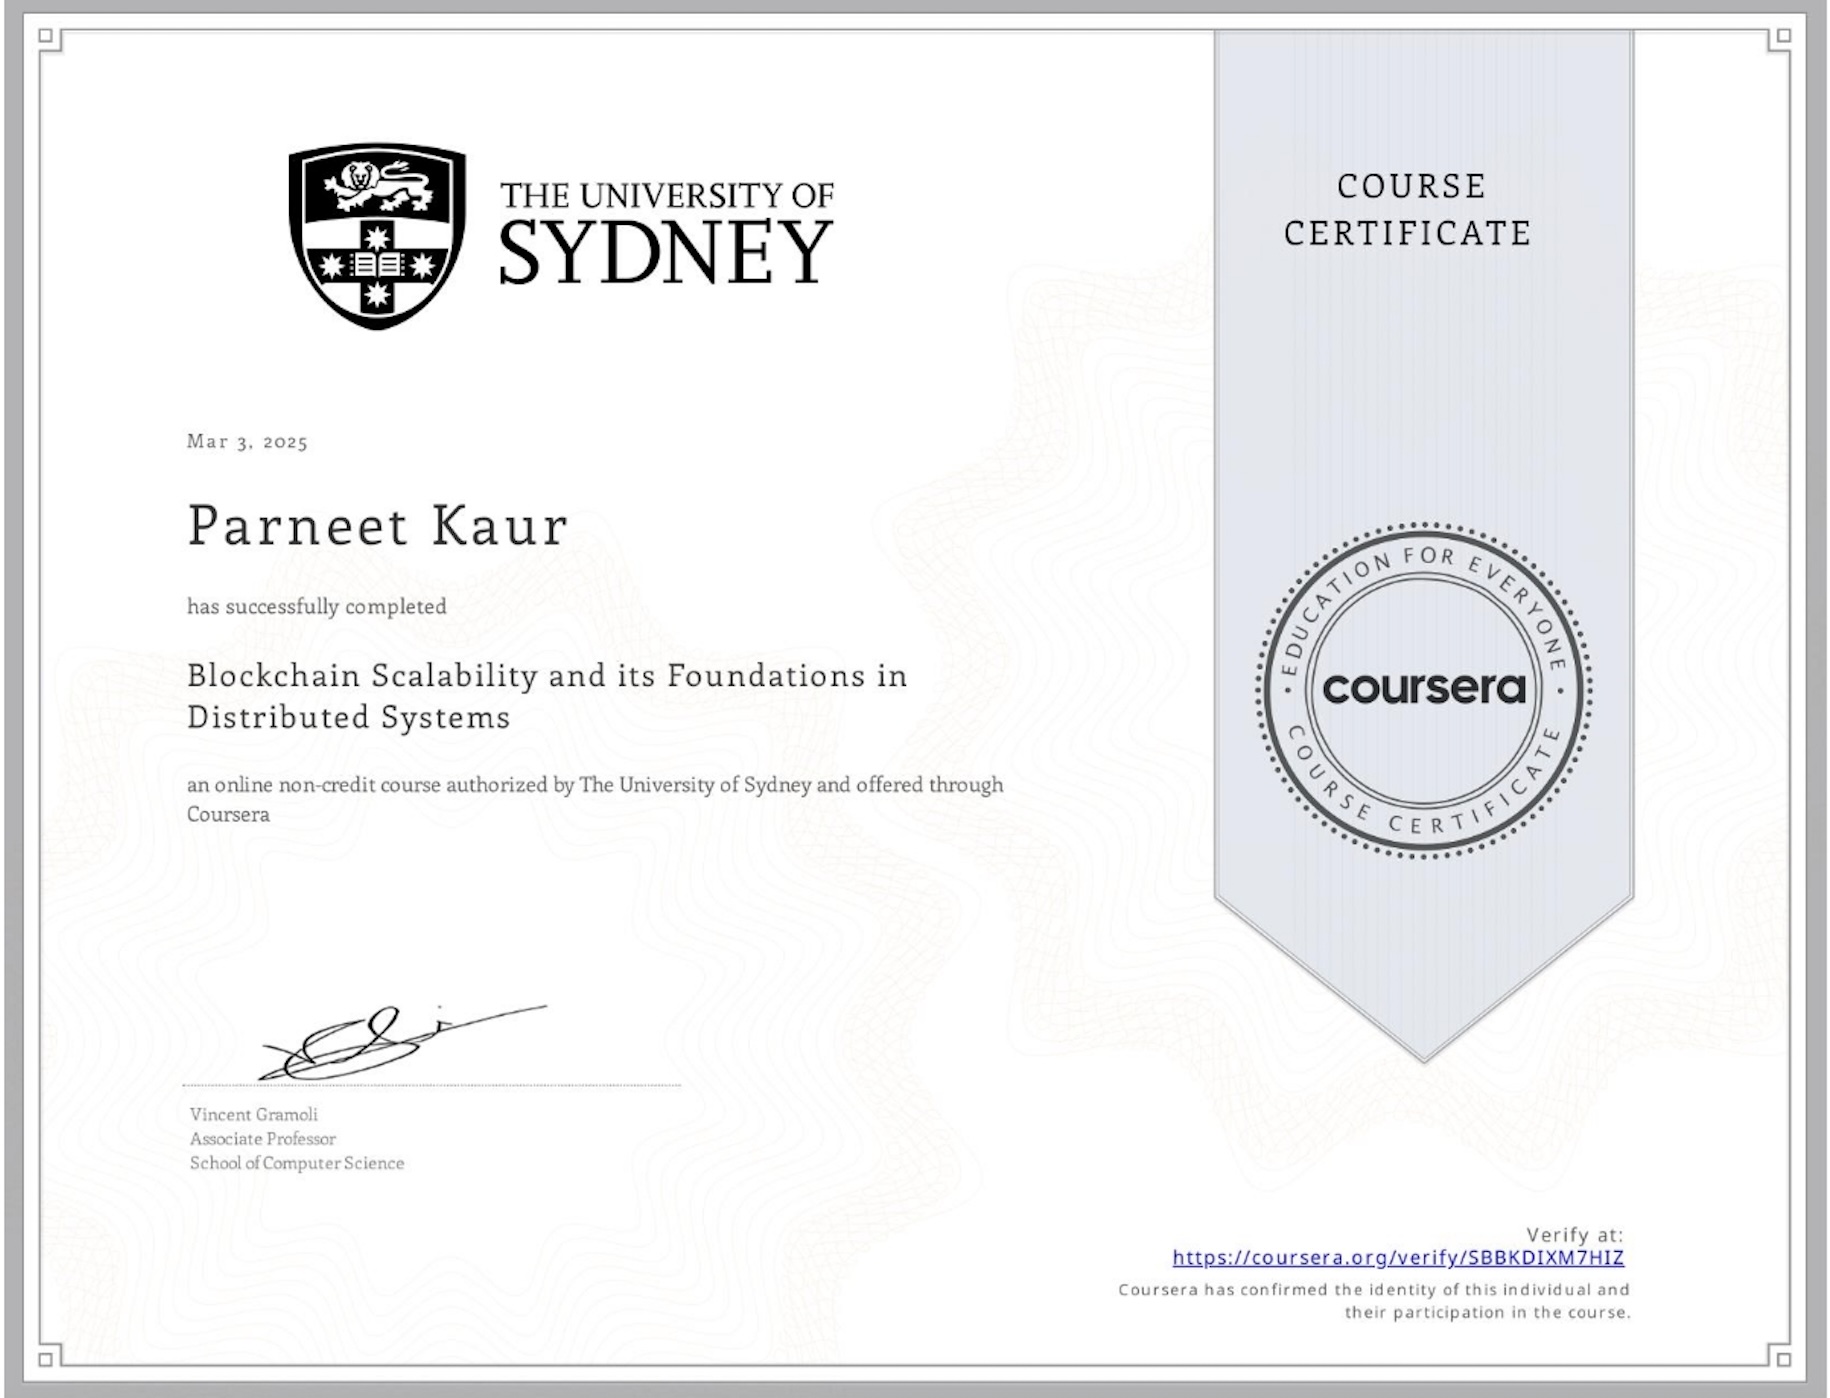 THE UNIVERSITY OF
SYDNEY
COURSE
CERTIFICATE
Mar 3, 2025
Parneet Kaur
has successfully completed
Blockchain Scalability and its Foundations in
Distributed Systems
an online non-credit course authorized by The University of Sydney and offered through
Coursera
EDUCATION FOR EVERYONE
coursera
COURSE CERTIFICATE
Vincent Gramoli
Associate Professor
School of Computer Science
Verify at:
https://coursera.org/verify/SBBKDIXM7HIZ
Coursera has confirmed the identity of this individual and
their participation in the course.